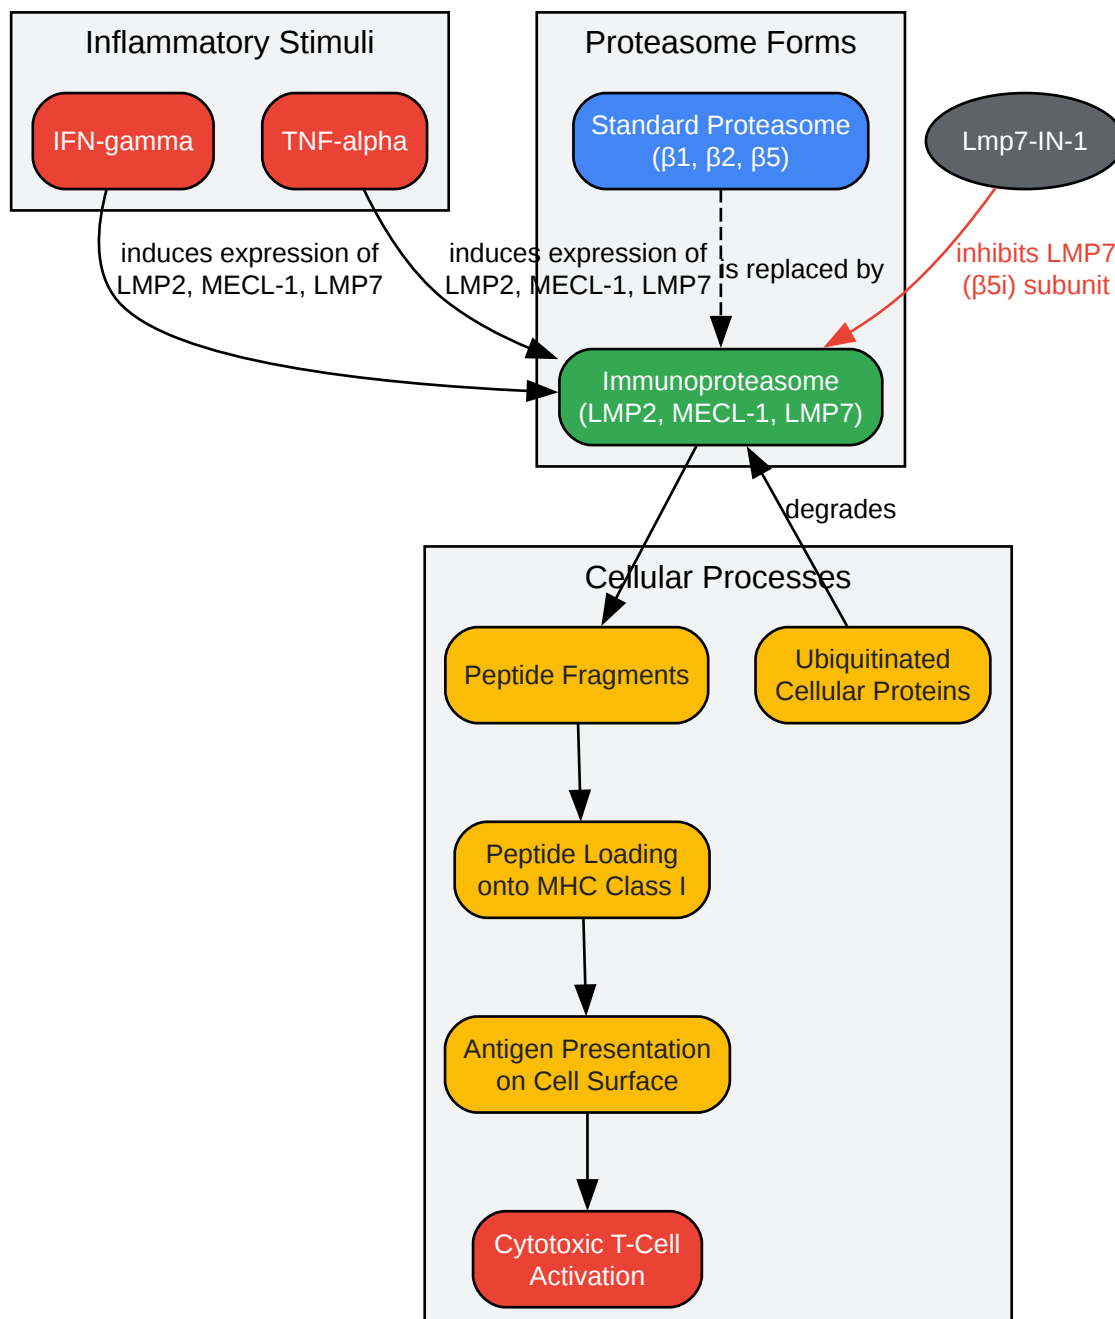 Inflammatory Stimuli
IFN-gamma
TNF-alpha
Proteasome Forms
Standard Proteasome
(β1, β2, β5)
Lmp7-IN-1
induces expression of
LMP2, MECL-1, LMP7
induces expression of
LMP2, MECL-1, LMP7
is replaced by
inhibits LMP7
(β5i) subunit
Immunoproteasome
(LMP2, MECL-1, LMP7)
degrades
Cellular Processes
Peptide Fragments
Ubiquitinated
Cellular Proteins
Peptide Loading
onto MHC Class I
Antigen Presentation
on Cell Surface
Cytotoxic T-Cell
Activation